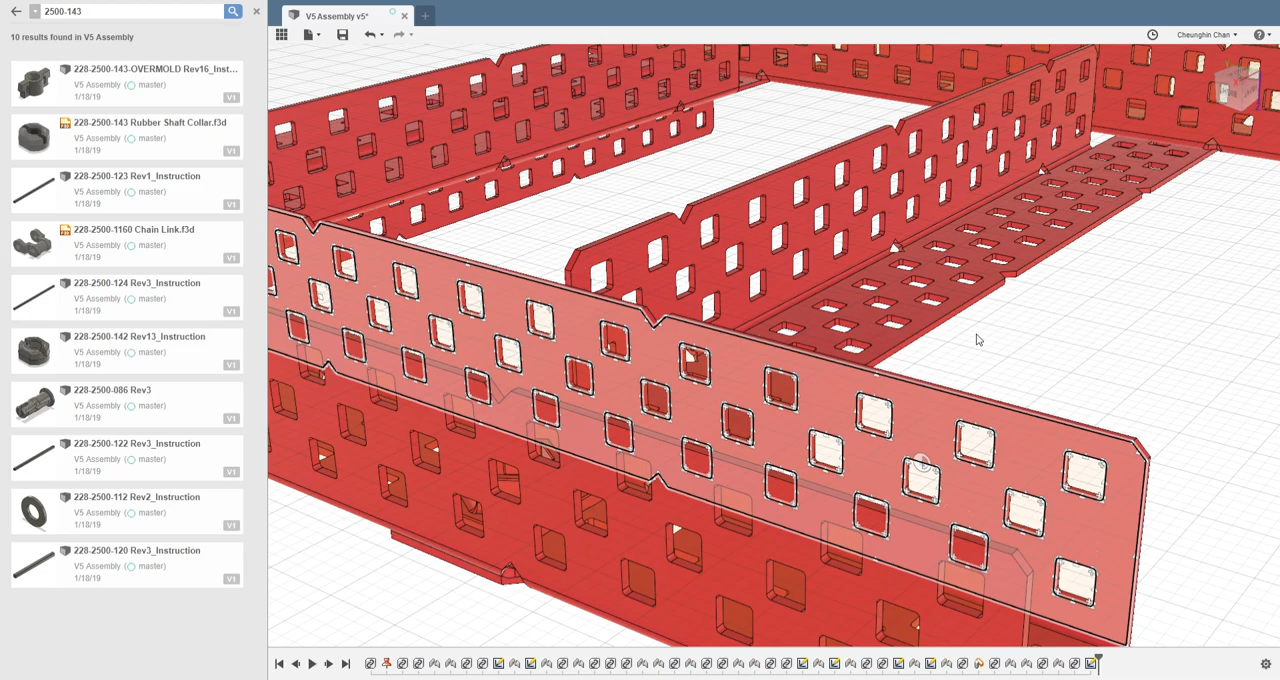 2500-143
10 results found in V5 Assembly
228-2500-143-OVERMOLD Rev16_Inst...
V5 Assembly ( master)
1/18/19
V1
228-2500-143 Rubber Shaft Collar.f3d
V5 Assembly ( master)
1/18/19
V1
228-2500-123 Rev1_Instruction
V5 Assembly ( master)
1/18/19
V1
228-2500-1160 Chain Link.f3d
V5 Assembly ( master)
1/18/19
V1
228-2500-124 Rev3_Instruction
V5 Assembly ( master)
1/18/19
V1
228-2500-142 Rev13_Instruction
V5 Assembly ( master)
1/18/19
V1
228-2500-086 Rev3
V5 Assembly ( master)
1/18/19
V1
228-2500-122 Rev3_Instruction
V5 Assembly ( master)
1/18/19
V1
228-2500-112 Rev2_Instruction
V5 Assembly ( master)
1/18/19
V1
228-2500-120 Rev3_Instruction
V5 Assembly ( master)
1/18/19
V1
V5 Assembly v5*
Cheunghin Chan